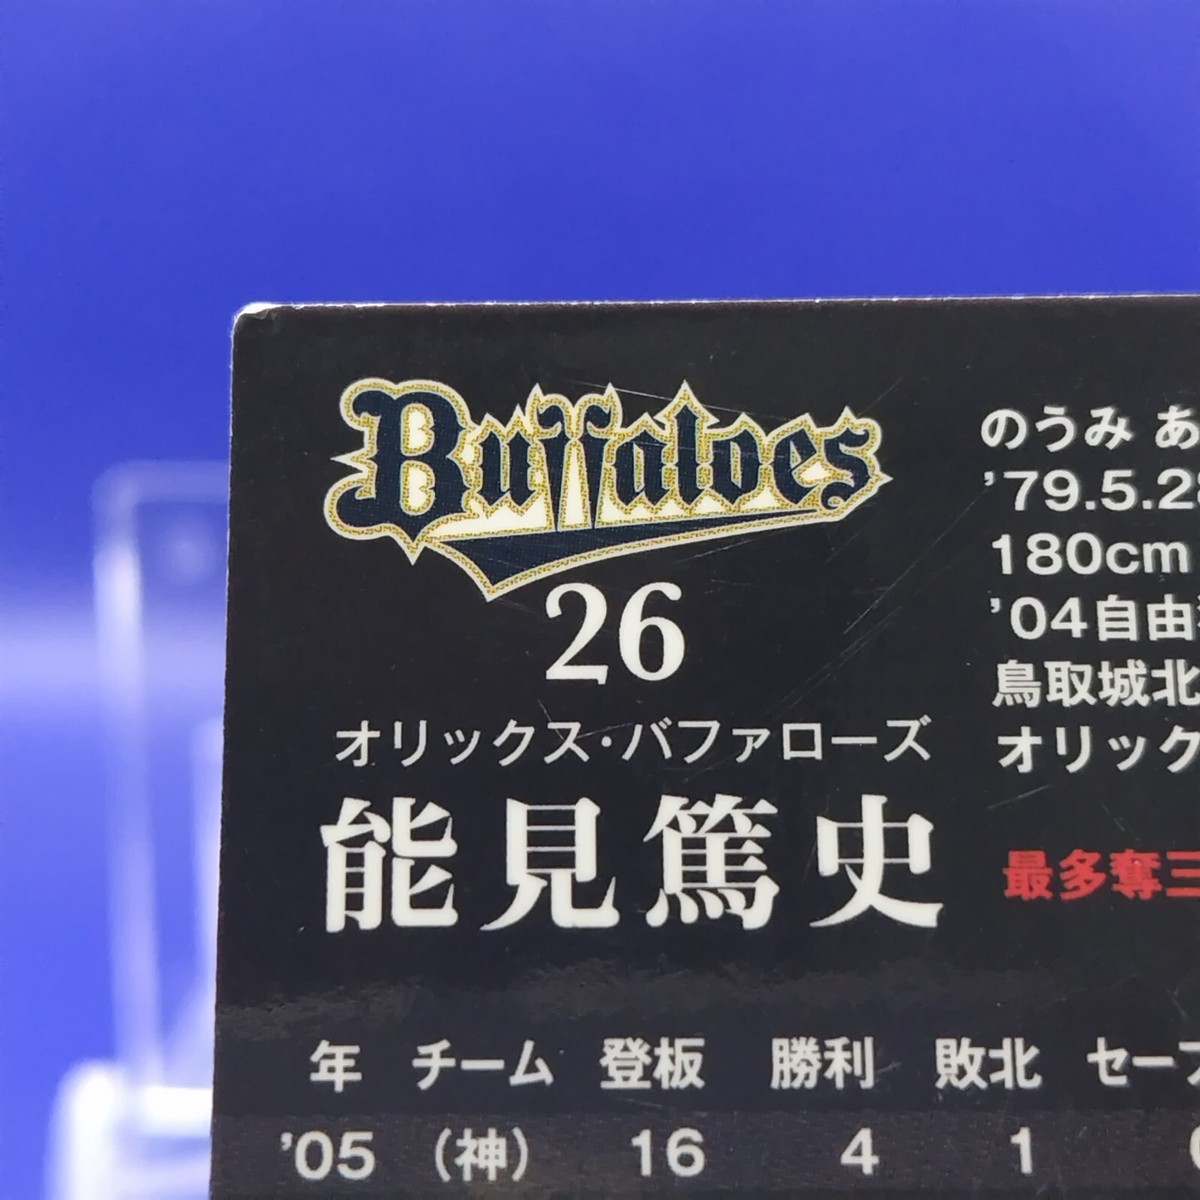 Buffaloes
26
オリックス・バファローズ
能見篤史
のうみ あ
'79.5.2
180cm
'04自由
鳥取城北
オリック
最多奪三
年 チーム 登板 勝利 敗北 セー
'05 (神) 16 4 1